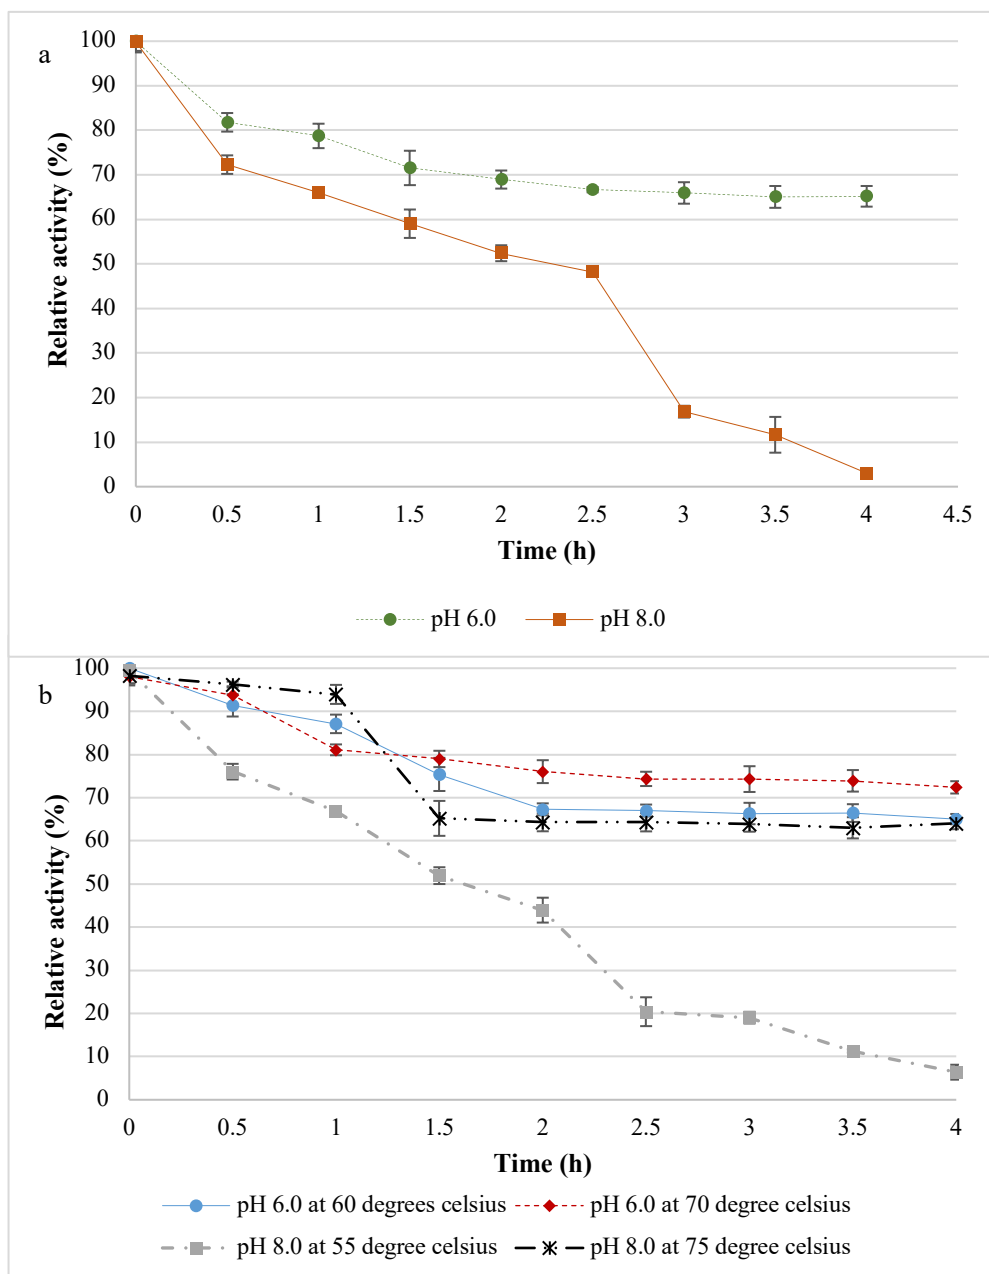 a
100
90
80
70
60
50
40
30
20
10
0
Relative activity (%)
0 0.5 1 1.5 2 2.5 3 3.5 4 4.5
Time (h)
pH 6.0 pH 8.0
b
100
90
80
70
60
50
40
30
20
10
0
Relative activity (%)
0 0.5 1 1.5 2 2.5 3 3.5 4
Time (h)
pH 6.0 at 60 degrees celsius pH 6.0 at 70 degree celsius
pH 8.0 at 55 degree celsius pH 8.0 at 75 degree celsius